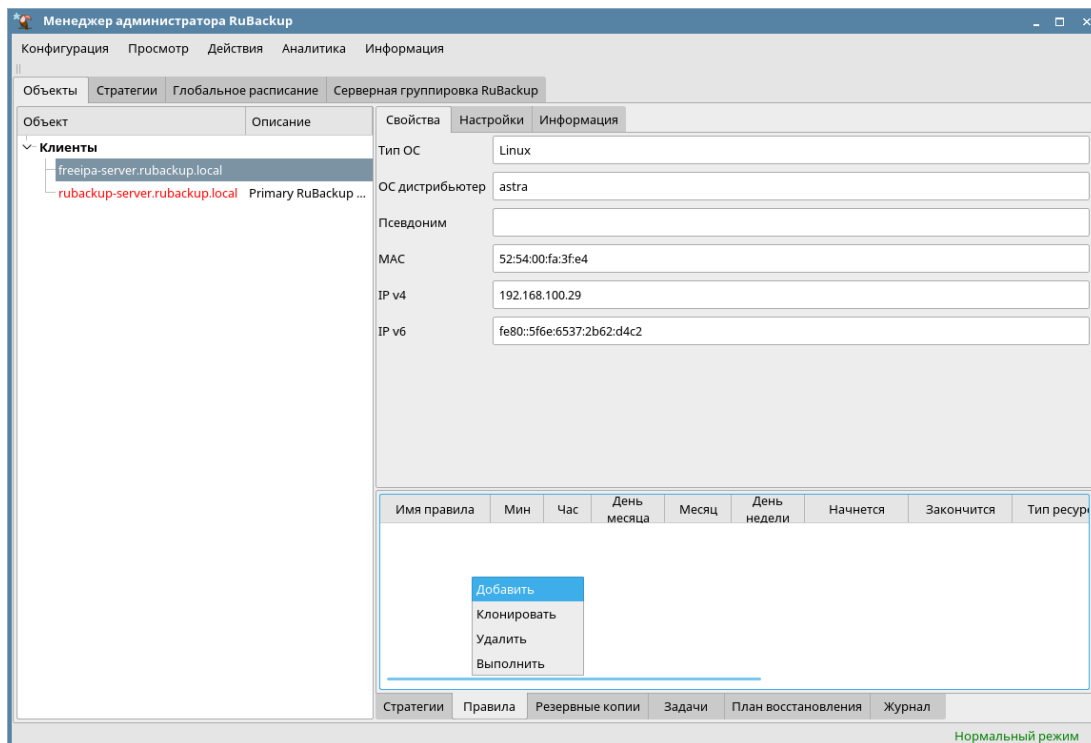 Менеджер администратора RuBackup
Конфигурация Просмотр Действия Аналитика Информация
Объекты Стратегии Глобальное расписание Серверная группировка RuBackup
Объект Описание
Клиенты
freeipa-server.rubackup.local
rubackup-server.rubackup.local Primary RuBackup ...
Свойства Настройки Информация
Тип ОС Linux
ОС дистрибьютер astra
Псевдоним
MAC 52:54:00:fa:3f:e4
IP v4 192.168.100.29
IP v6 fe80::5f6e:6537:2b62:d4c2
Имя правила Мин Час День месяца Месяц День недели Начнется Закончится Тип ресур
Добавить
Клонировать
Удалить
Выполнить
Стратегии Правила Резервные копии Задачи План восстановления Журнал
Нормальный режим